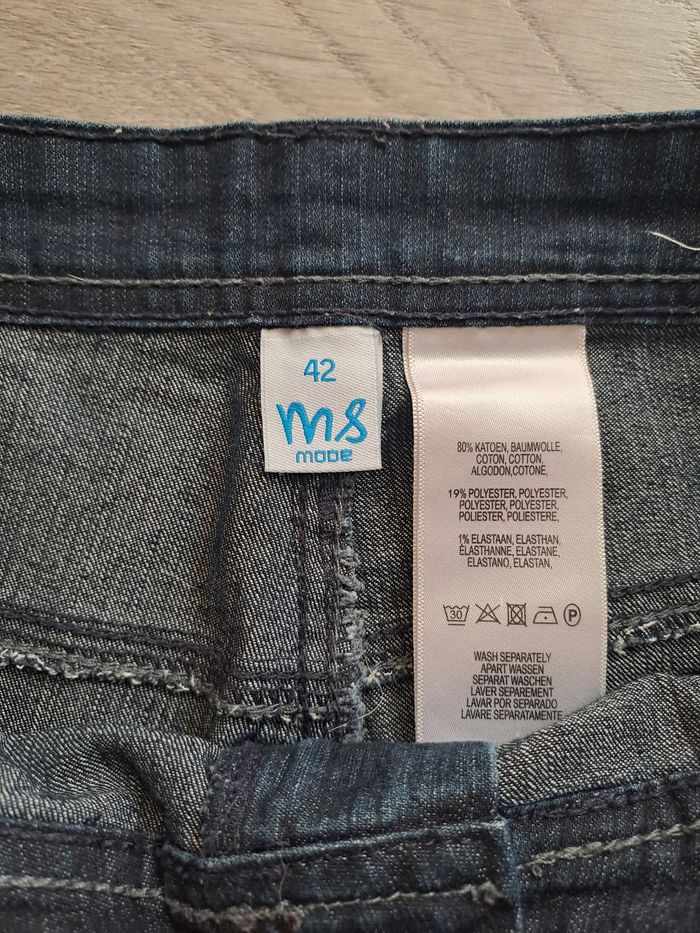 42
ms
mode
80% KATOEN, BAUMWOLLE,
COTON, COTTON,
ALGODON,COTONE,
19% POLYESTER, POLYESTER,
POLYESTER, POLYESTER,
POLIESTER, POLIESTERE,
1% ELASTAAN, ELASTHAN,
ÉLASTHANNE, ELASTANE,
ELASTANO, ELASTAN,
30 P
WASH SEPARATELY
APART WASSEN
SEPARAT WASCHEN
LAVER SEPAREMENT
LAVAR POR SEPARADO
LAVARE SEPARATAMENTE